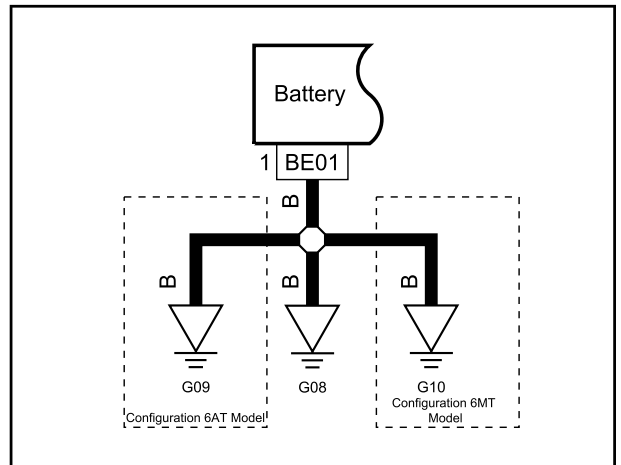 Battery
1 BE01
B
B B B
G09 G08 G10
Configuration 6AT Model
Configuration 6MT
Model